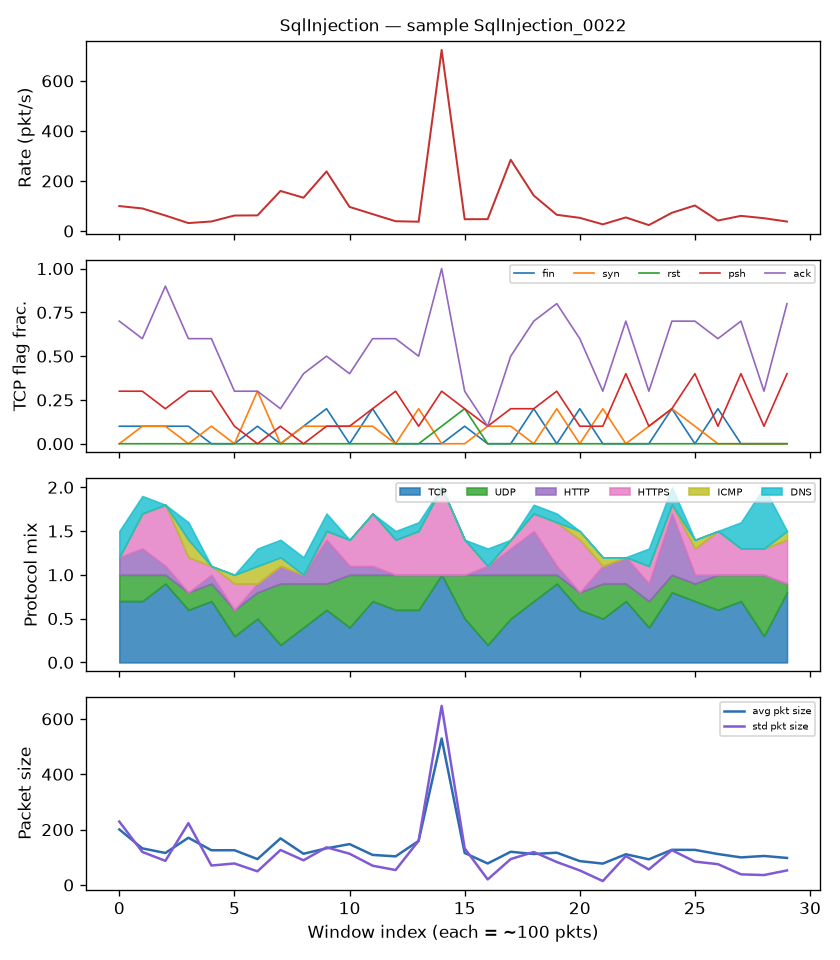 SqlInjection — sample SqlInjection_0022
Rate (pkt/s)
600
400
200
0
TCP flag frac.
1.00
0.75
0.50
0.25
0.00
fin syn rst psh ack
Protocol mix
2.0
1.5
1.0
0.5
0.0
TCP UDP HTTP HTTPS ICMP DNS
Packet size
600
400
200
0
avg pkt size
std pkt size
0 5 10 15 20 25 30
Window index (each = ~100 pkts)